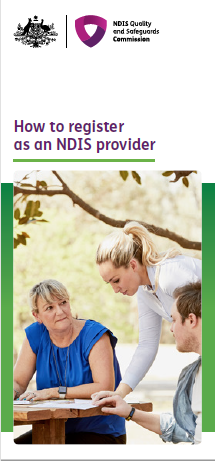 NDIS Quality
and Safeguards
Commission
How to register
as an NDIS provider